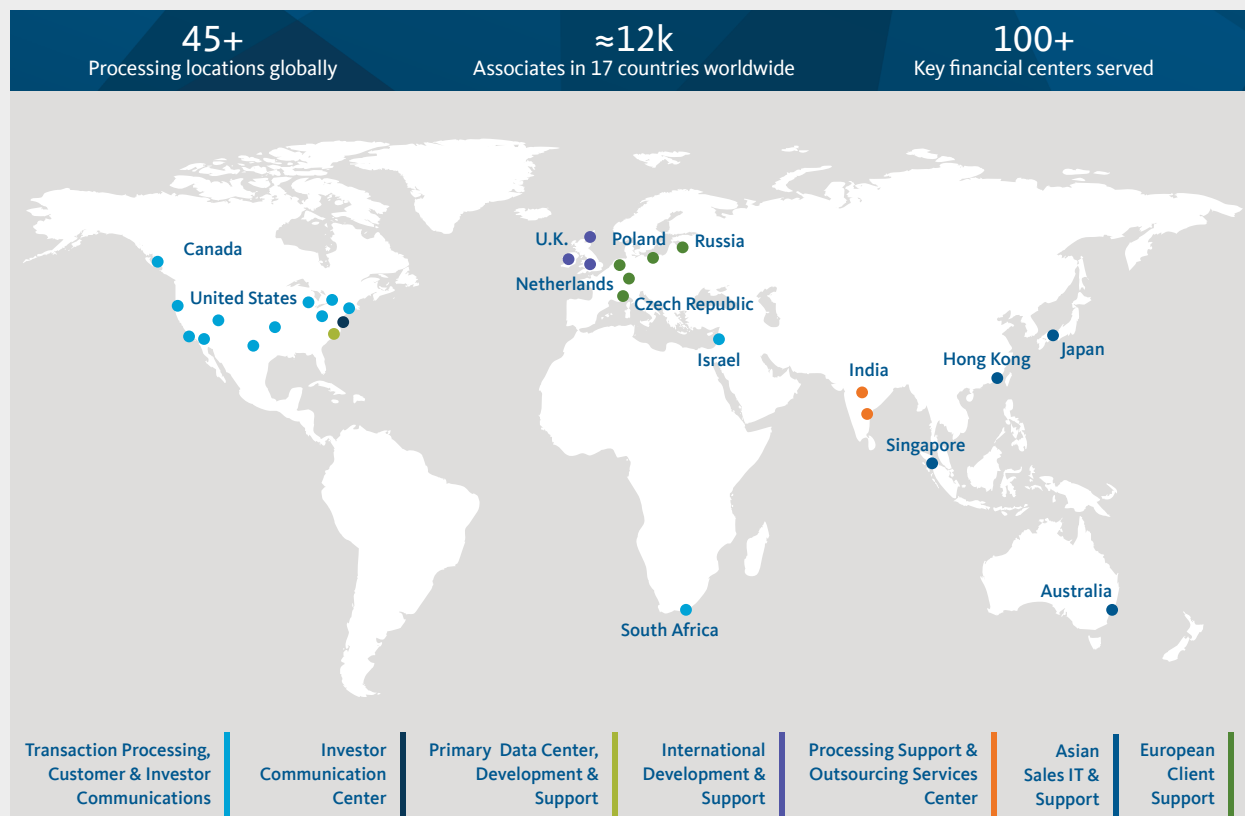 45+
Processing locations globally
≈12k
Associates in 17 countries worldwide
100+
Key financial centers served
Canada
United States
U.K.
Poland
Russia
Netherlands
Czech Republic
Israel
India
Hong Kong
Japan
Singapore
Australia
South Africa
Transaction Processing,
Customer & Investor
Communications
Investor
Communication
Center
Primary Data Center,
Development &
Support
International
Development &
Support
Processing Support &
Outsourcing Services
Center
Asian
Sales IT &
Support
European
Client
Support